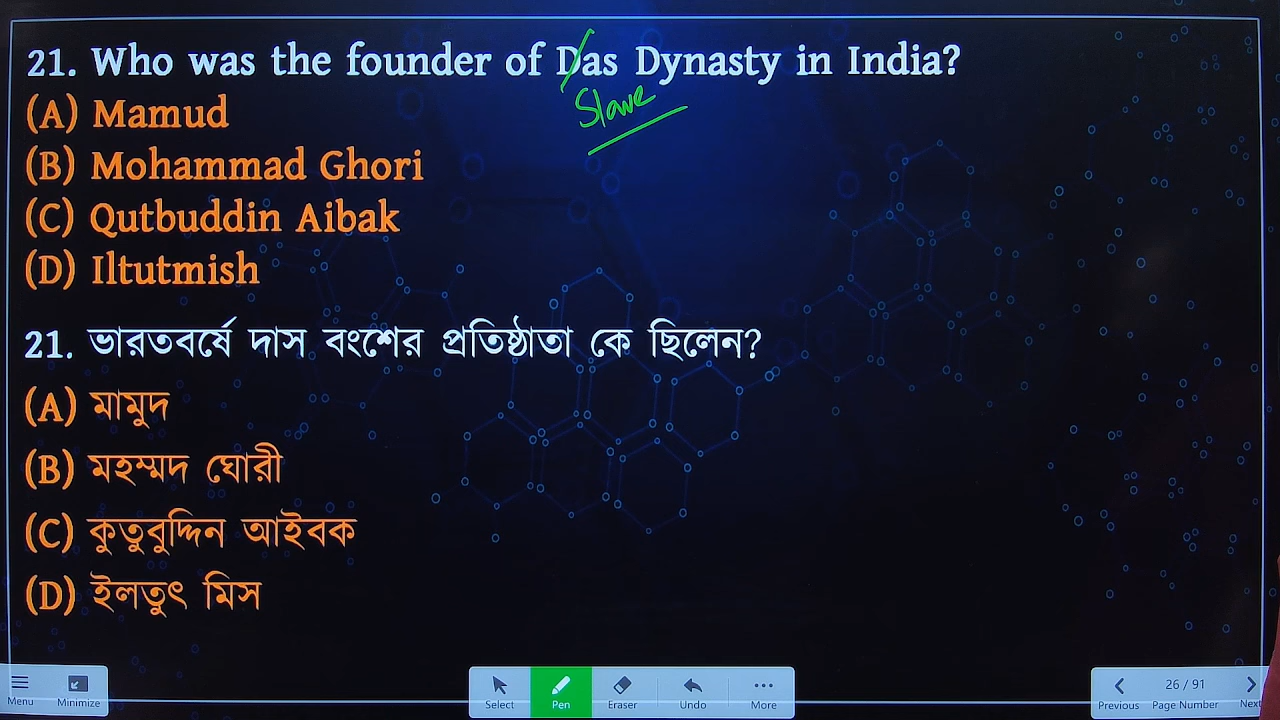 21. Who was the founder of Das Dynasty in India?
Slave
(A) Mamud
(B) Mohammad Ghori
(C) Qutbuddin Aibak
(D) Iltutmish
21. ভারতবর্ষে দাস বংশের প্রতিষ্ঠাতা কে ছিলেন?
(A) মামুদ
(B) মহম্মদ ঘোরী
(C) কুতুবুদ্দিন আইবক
(D) ইলতুৎ মিস
Menu Minimize Select Pen Eraser Undo More Previous 26 / 91 Page Number Next